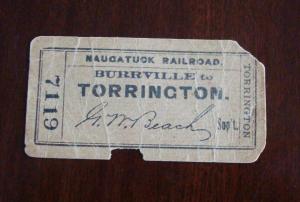 7119
NAUGATUCK RAILROAD.
BURRVILLE to
TORRINGTON.
G. W. Beach
Sup't.
TORRINGTON